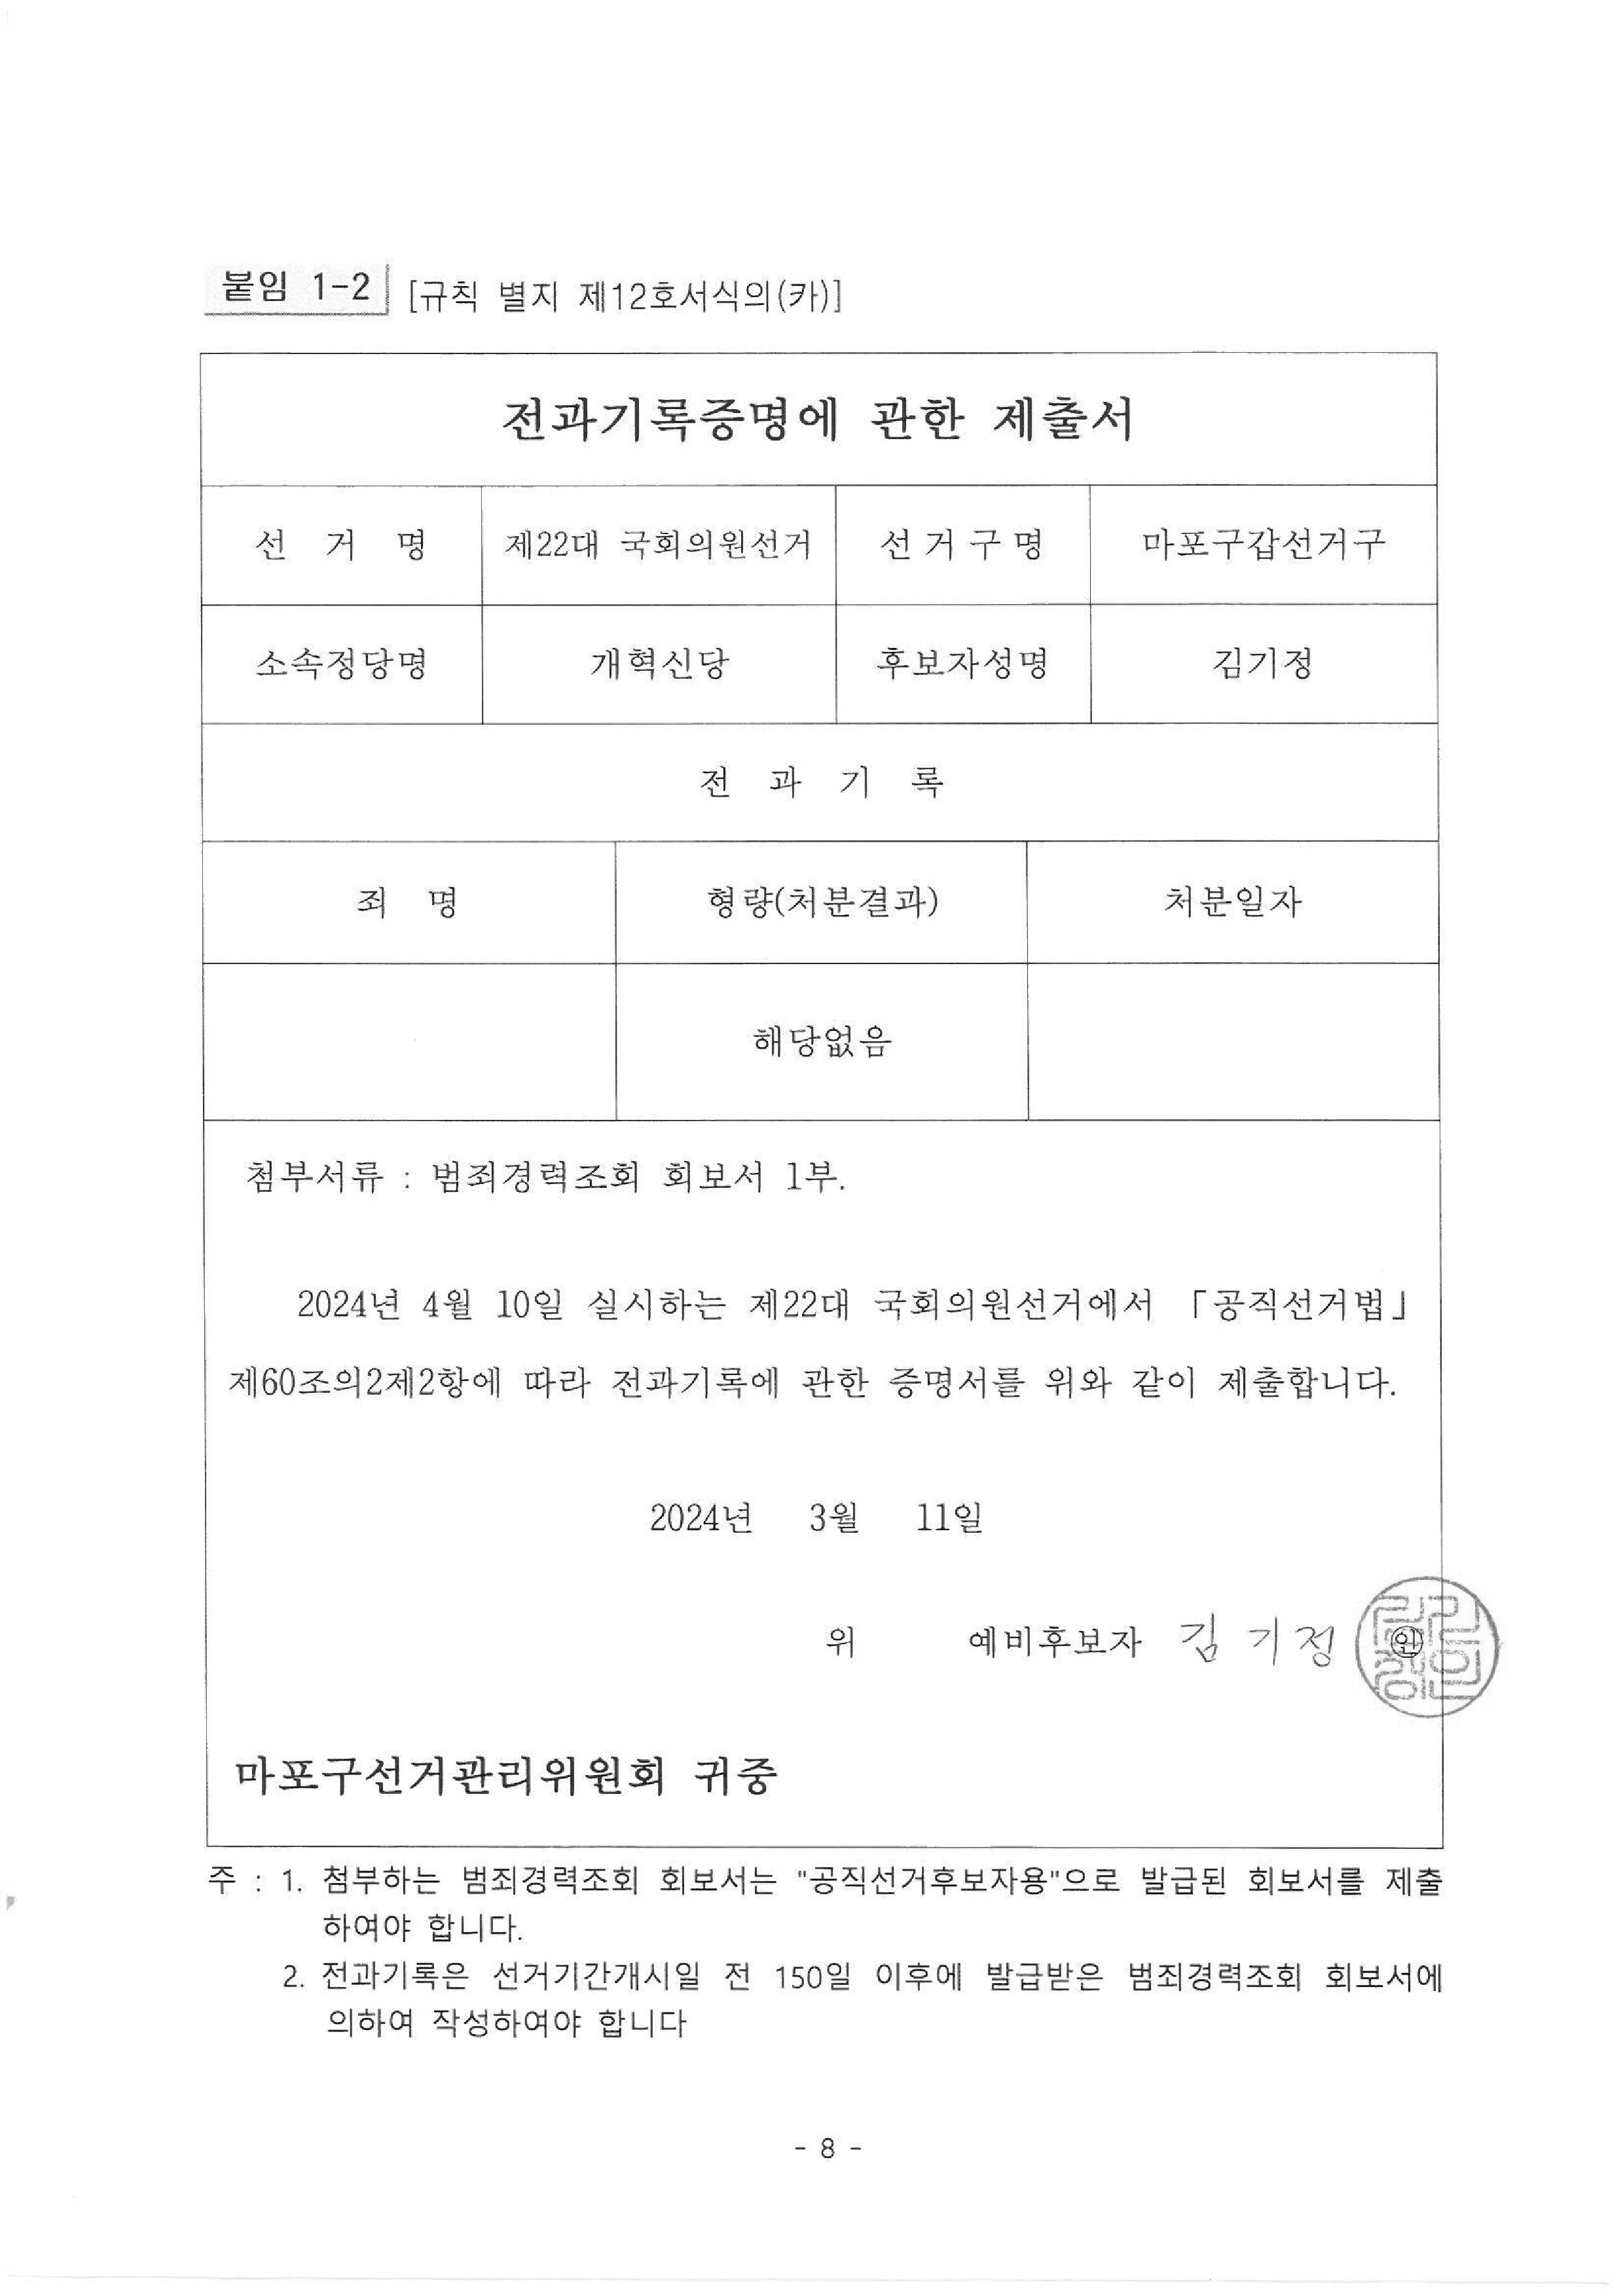 붙임 1-2 [규칙 별지 제12호서식의(카)]
전과기록증명에 관한 제출서
선 거 명 제22대 국회의원선거 선 거 구 명 마포구갑선거구
소속정당명 개혁신당 후보자성명 김기정
전 과 기 록
죄 명 형량(처분결과) 처분일자
해당없음
첨부서류 : 범죄경력조회 회보서 1부.
2024년 4월 10일 실시하는 제22대 국회의원선거에서 「공직선거법」
제60조의2제2항에 따라 전과기록에 관한 증명서를 위와 같이 제출합니다.
2024년 3월 11일
위 예비후보자 김 기 정 ㊞
마포구선거관리위원회 귀중
주 : 1. 첨부하는 범죄경력조회 회보서는 "공직선거후보자용"으로 발급된 회보서를 제출
하여야 합니다.
2. 전과기록은 선거기간개시일 전 150일 이후에 발급받은 범죄경력조회 회보서에
의하여 작성하여야 합니다
- 8 -